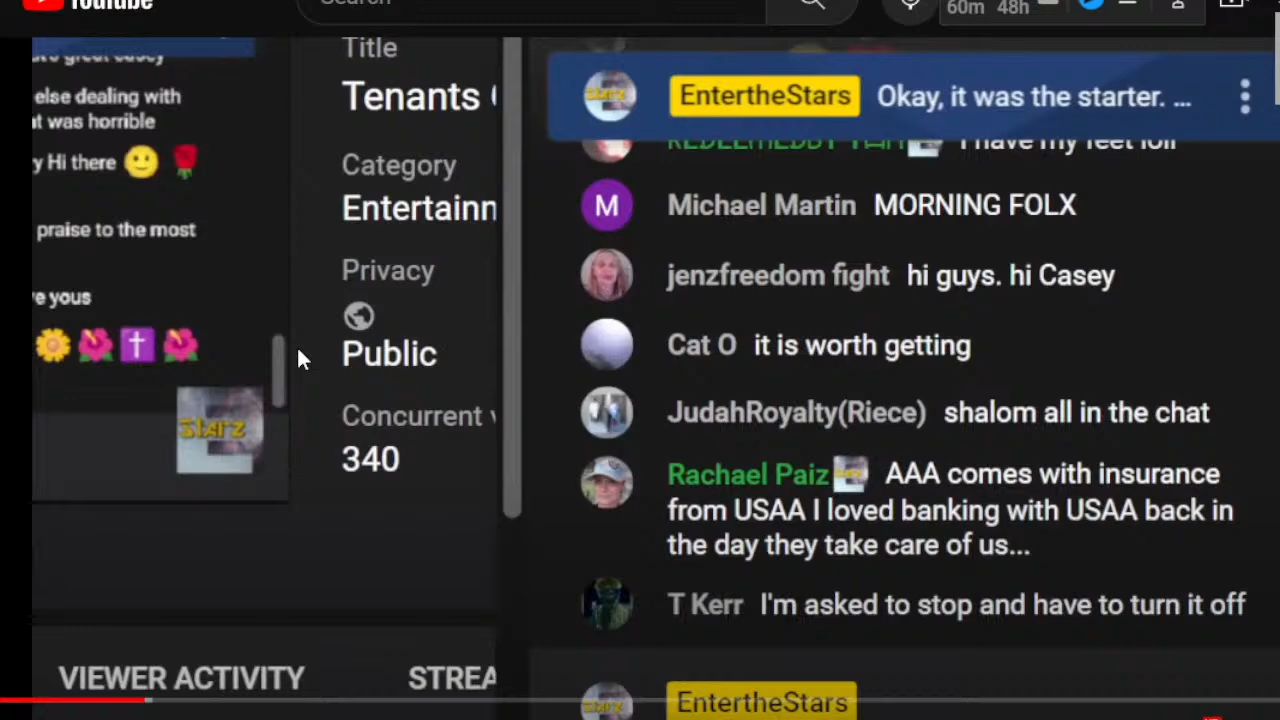 YouTube
Search
60m 48h
that's great casey
else dealing with
at was horrible
y Hi there 🙂 🌹
praise to the most
e yous
🌼🌺✝️🌺
starz
Title
Tenants
Category
Entertainn
Privacy
Public
Concurrent v
340
VIEWER ACTIVITY
STREA
EntertheStars Okay, it was the starter. ...
I have my feet loll
M
Michael Martin MORNING FOLX
jenzfreedom fight hi guys. hi Casey
Cat O it is worth getting
JudahRoyalty(Riece) shalom all in the chat
Rachael Paiz AAA comes with insurance
from USAA I loved banking with USAA back in
the day they take care of us...
T Kerr I'm asked to stop and have to turn it off
EntertheStars